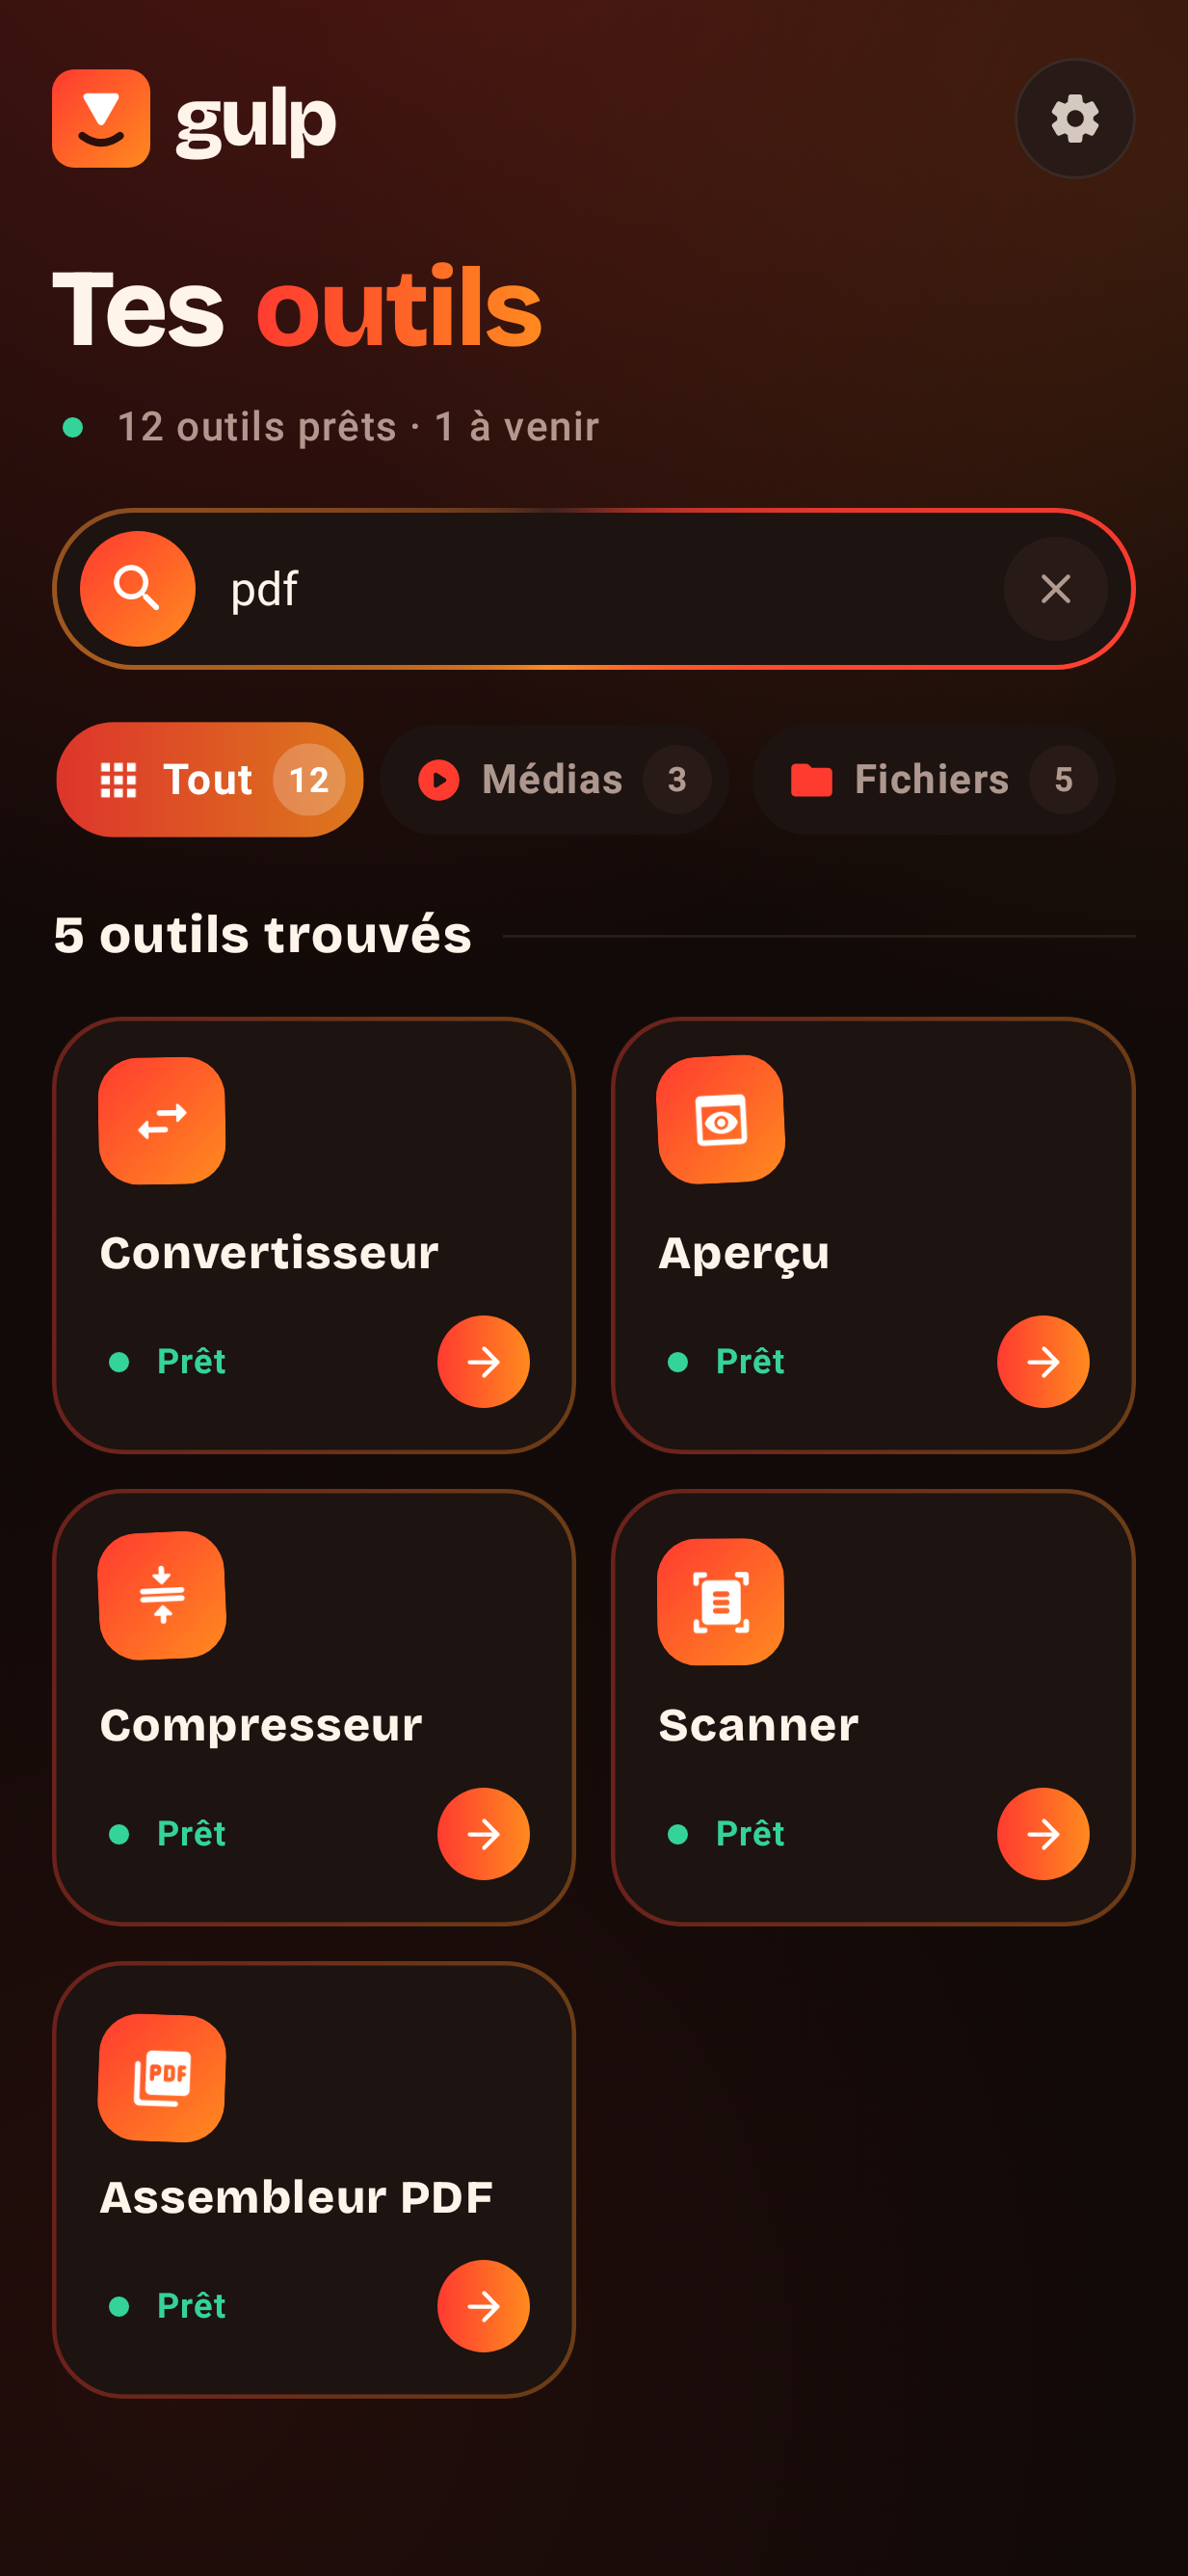 gulp
Tes outils
12 outils prêts · 1 à venir
pdf
Tout 12 Médias 3 Fichiers 5
5 outils trouvés
Convertisseur Aperçu
Prêt Prêt
Compresseur Scanner
Prêt Prêt
PDF
Assembleur PDF
Prêt